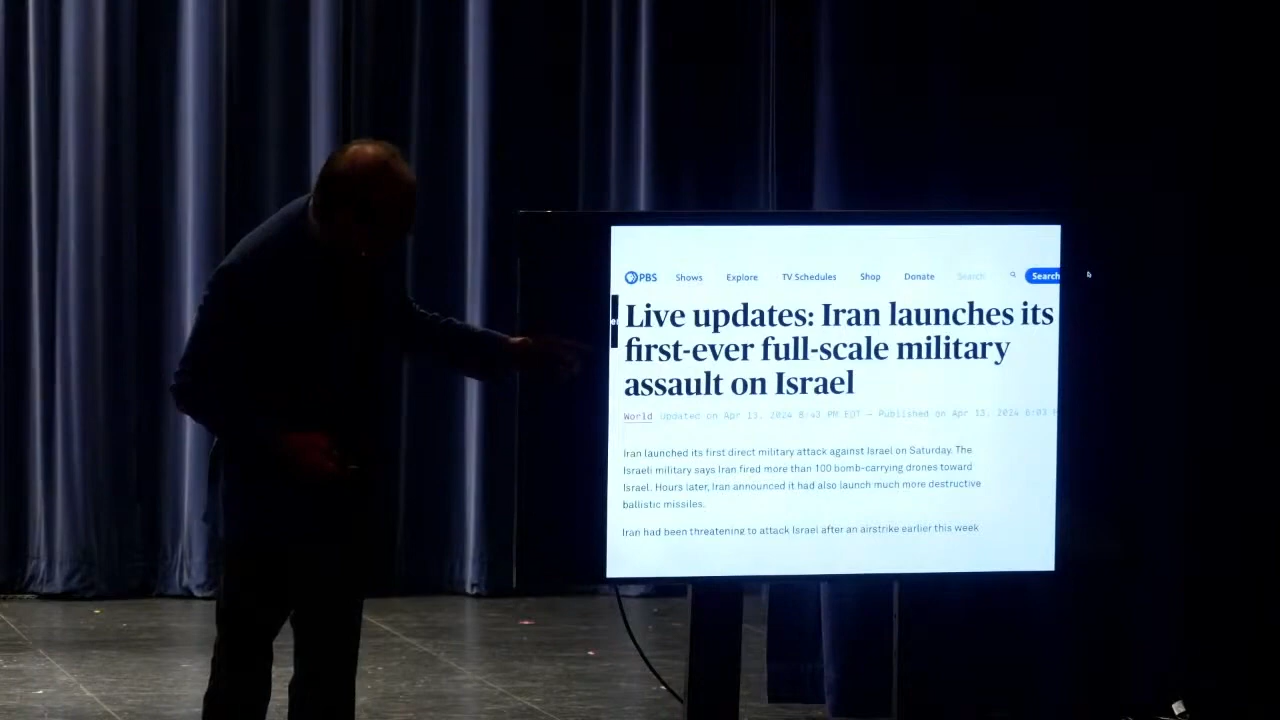 PBS Shows Explore TV Schedules Shop Donate Search Search
Live updates: Iran launches its
first-ever full-scale military
assault on Israel
World Updated on Apr 13, 2024 8:43 PM EDT — Published on Apr 13, 2024 6:03
Iran launched its first direct military attack against Israel on Saturday. The
Israeli military says Iran fired more than 100 bomb-carrying drones toward
Israel. Hours later, Iran announced it had also launch much more destructive
ballistic missiles.
Iran had been threatening to attack Israel after an airstrike earlier this week